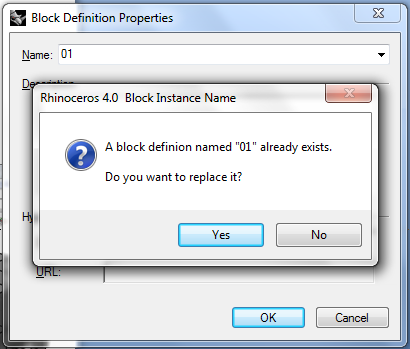 Block Definition Properties
Name: 01
Description
Rhinoceros 4.0 Block Instance Name
A block definion named "01" already exists.
Do you want to replace it?
Yes No
Hy
URL:
OK Cancel